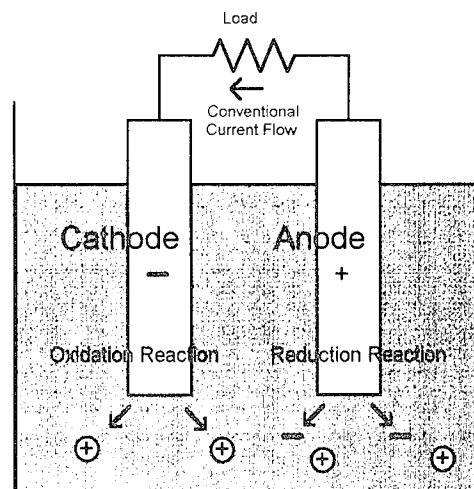 Load
Conventional
Current Flow
Cathode
Anode
−
+
Oxidation Reaction
Reduction Reaction
−
−
+
+
+
+